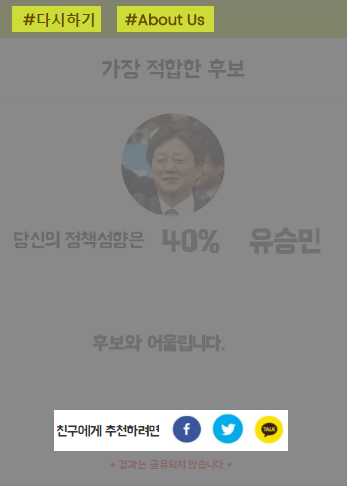 #다시하기 #About Us
가장 적합한 후보
당신의 정책성향은 40% 유승민
후보와 어울립니다.
친구에게 추천하려면 TALK
* 결과는 공유되지 않습니다 *